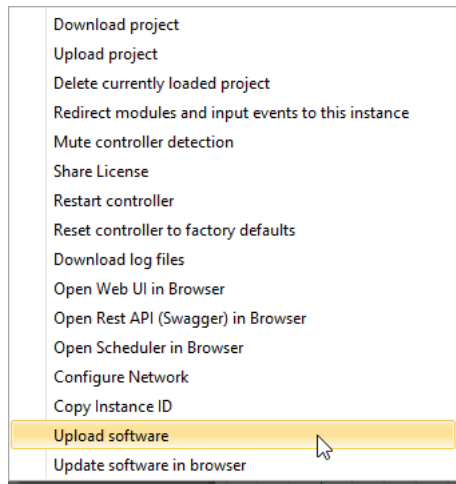 Download project
Upload project
Delete currently loaded project
Redirect modules and input events to this instance
Mute controller detection
Share License
Restart controller
Reset controller to factory defaults
Download log files
Open Web UI in Browser
Open Rest API (Swagger) in Browser
Open Scheduler in Browser
Configure Network
Copy Instance ID
Upload software
Update software in browser